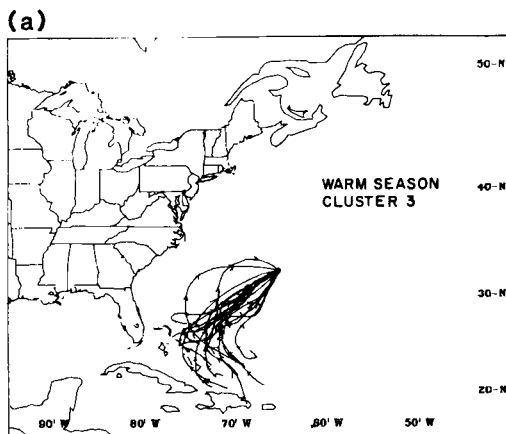 (a)
50-N
WARM SEASON
CLUSTER 3
40-N
30-N
20-N
90' W 80' W 70' W 60' W 50' W